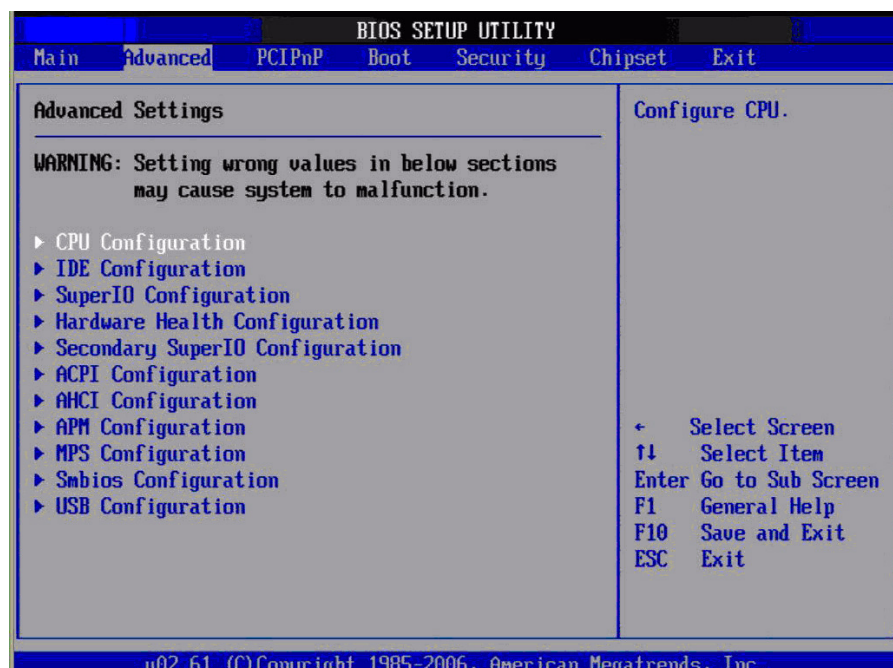 BIOS SETUP UTILITY
Main Advanced PCIPnP Boot Security Chipset Exit
Advanced Settings
WARNING: Setting wrong values in below sections
may cause system to malfunction.
▶ CPU Configuration
▶ IDE Configuration
▶ SuperIO Configuration
▶ Hardware Health Configuration
▶ Secondary SuperIO Configuration
▶ ACPI Configuration
▶ AHCI Configuration
▶ APM Configuration
▶ MPS Configuration
▶ Smbios Configuration
▶ USB Configuration
Configure CPU.
← Select Screen
↑↓ Select Item
Enter Go to Sub Screen
F1 General Help
F10 Save and Exit
ESC Exit
v02.61 (C)Copyright 1985-2006, American Megatrends, Inc.